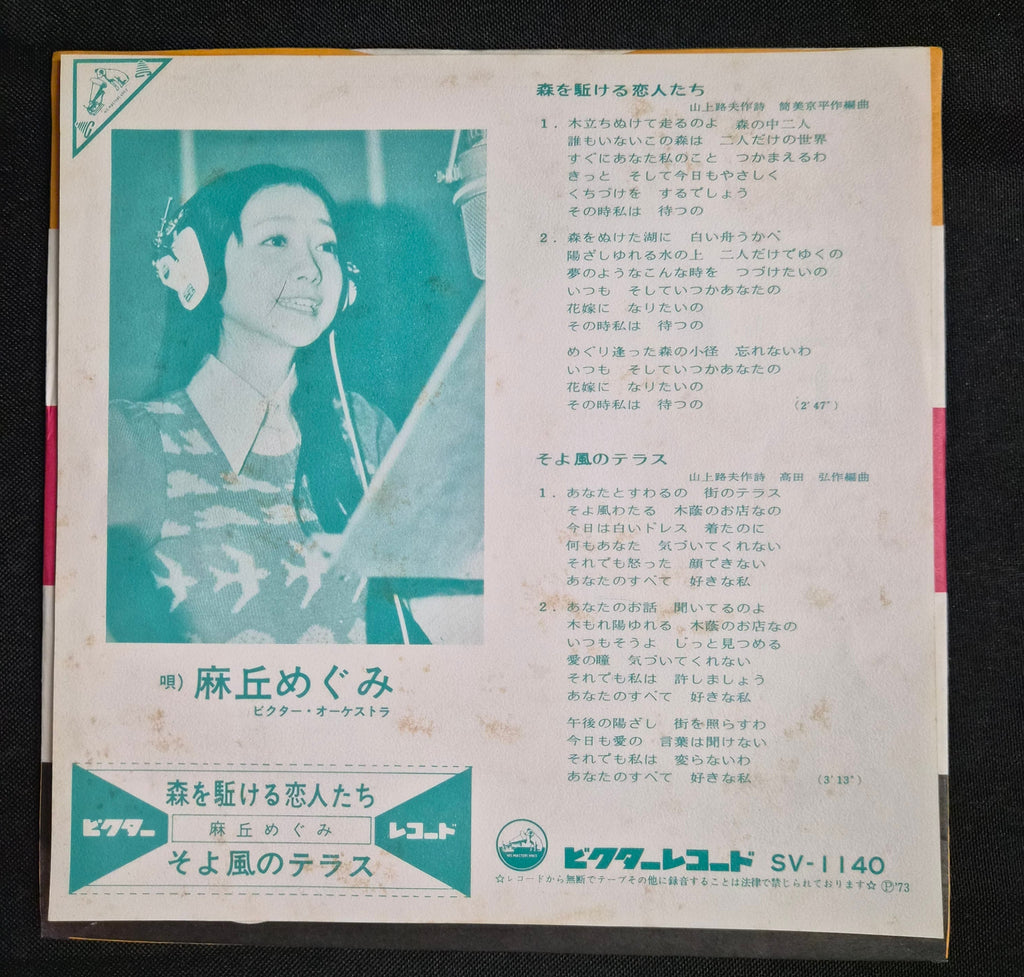 森を駈ける恋人たち
山上路夫作詩　筒美京平作編曲
1．木立ちぬけて走るのよ　森の中二人
誰もいないこの森は　二人だけの世界
すぐにあなた私のこと　つかまえるわ
きっと　そして今日もやさしく
くちづけを　するでしょう
その時私は　待つの
2．森をぬけた湖に　白い舟うかべ
陽ざしゆれる水の上　二人だけでゆくの
夢のようなこんな時を　つづけたいの
いつも　そしていつかあなたの
花嫁に　なりたいの
その時私は　待つの
めぐり逢った森の小径　忘れないわ
いつも　そしていつかあなたの
花嫁に　なりたいの
その時私は　待つの　（2′47″）
そよ風のテラス
山上路夫作詩　高田　弘作編曲
1．あなたとすわるの　街のテラス
そよ風わたる　木蔭のお店なの
今日は白いドレス　着たのに
何もあなた　気づいてくれない
それでも怒った　顔できない
あなたのすべて　好きな私
2．あなたのお話　聞いてるのよ
木もれ陽ゆれる　木蔭のお店なの
いつもそうよ　じっと見つめる
愛の瞳　気づいてくれない
それでも私は　許しましょう
あなたのすべて　好きな私
午後の陽ざし　街を照らすわ
今日も愛の　言葉は聞けない
それでも私は　変らないわ
あなたのすべて　好きな私　（3′13″）
唄）麻丘めぐみ
ビクター・オーケストラ
森を駈ける恋人たち
ビクター　麻丘めぐみ　レコード
そよ風のテラス
HIS MASTER'S VOICE
ビクターレコード SV-1140
☆レコードから無断でテープその他に録音することは法律で禁じられております☆ Ⓟ'73